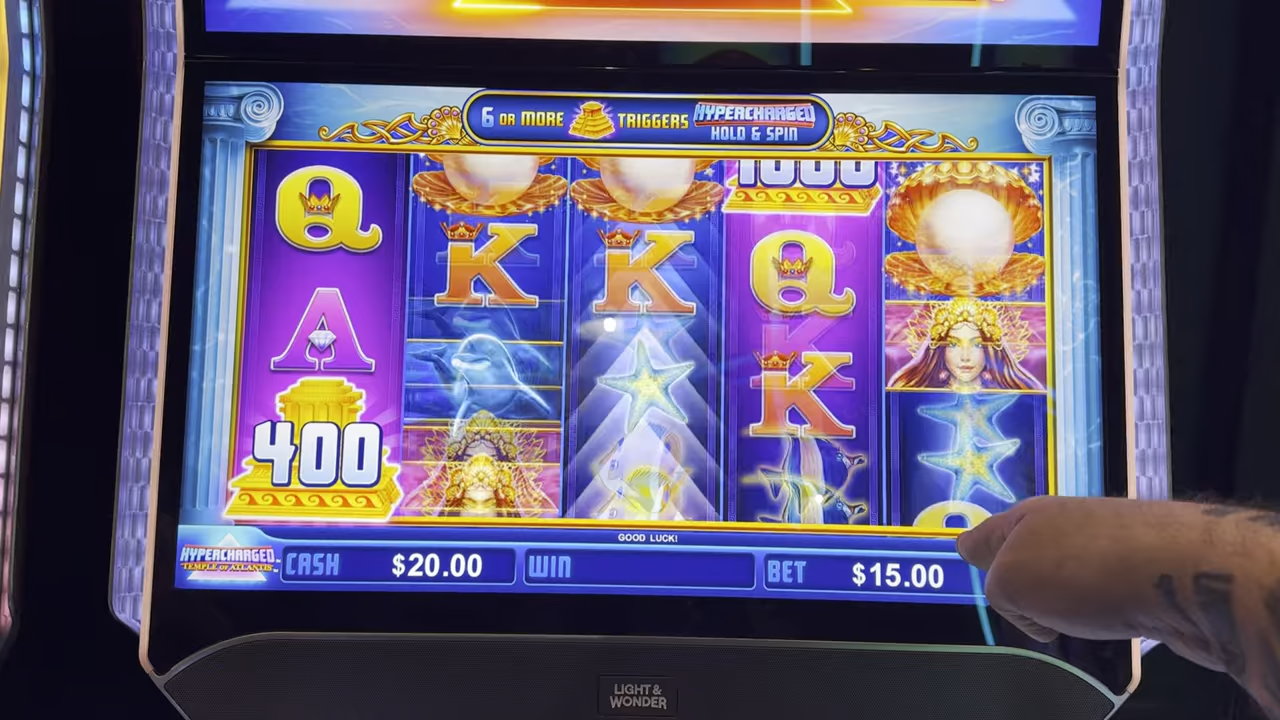 6 OR MORE TRIGGERS HYPERCHARGED
HOLD & SPIN
1000
Q
K
K
Q
A
K
400
GOOD LUCK!
HYPERCHARGED
TEMPLE OF ATLANTIS
CASH $20.00 WIN BET $15.00
LIGHT &
WONDER